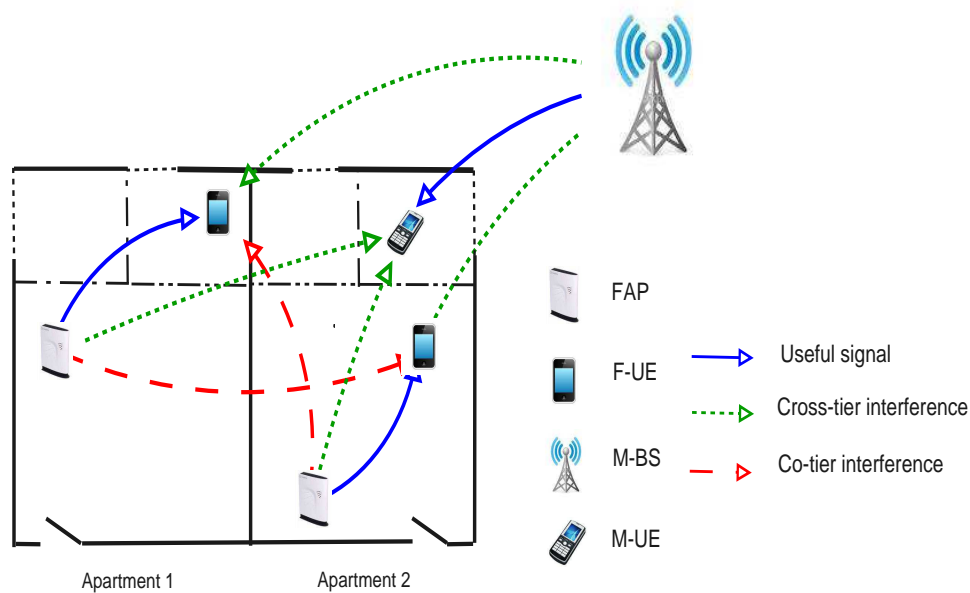 FAP
F-UE
M-BS
M-UE
Useful signal
Cross-tier interference
Co-tier interference
Apartment 1
Apartment 2